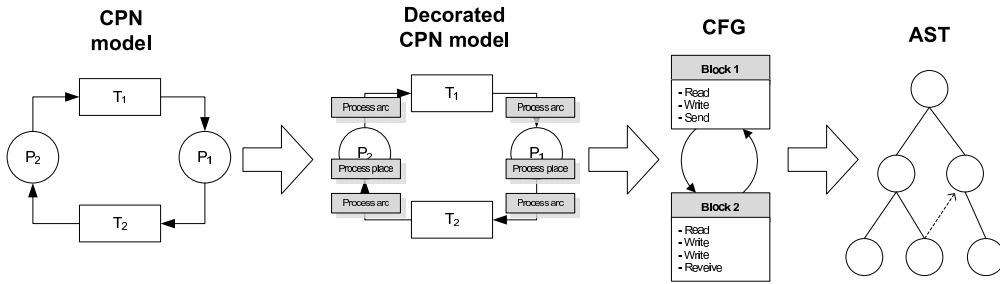 CPN
model
T1
P2
P1
T2
Decorated
CPN model
T1
Process arc
Process arc
P2
P1
Process place
Process place
Process arc
Process arc
T2
CFG
Block 1
- Read
- Write
- Send
Block 2
- Read
- Write
- Write
- Reveive
AST